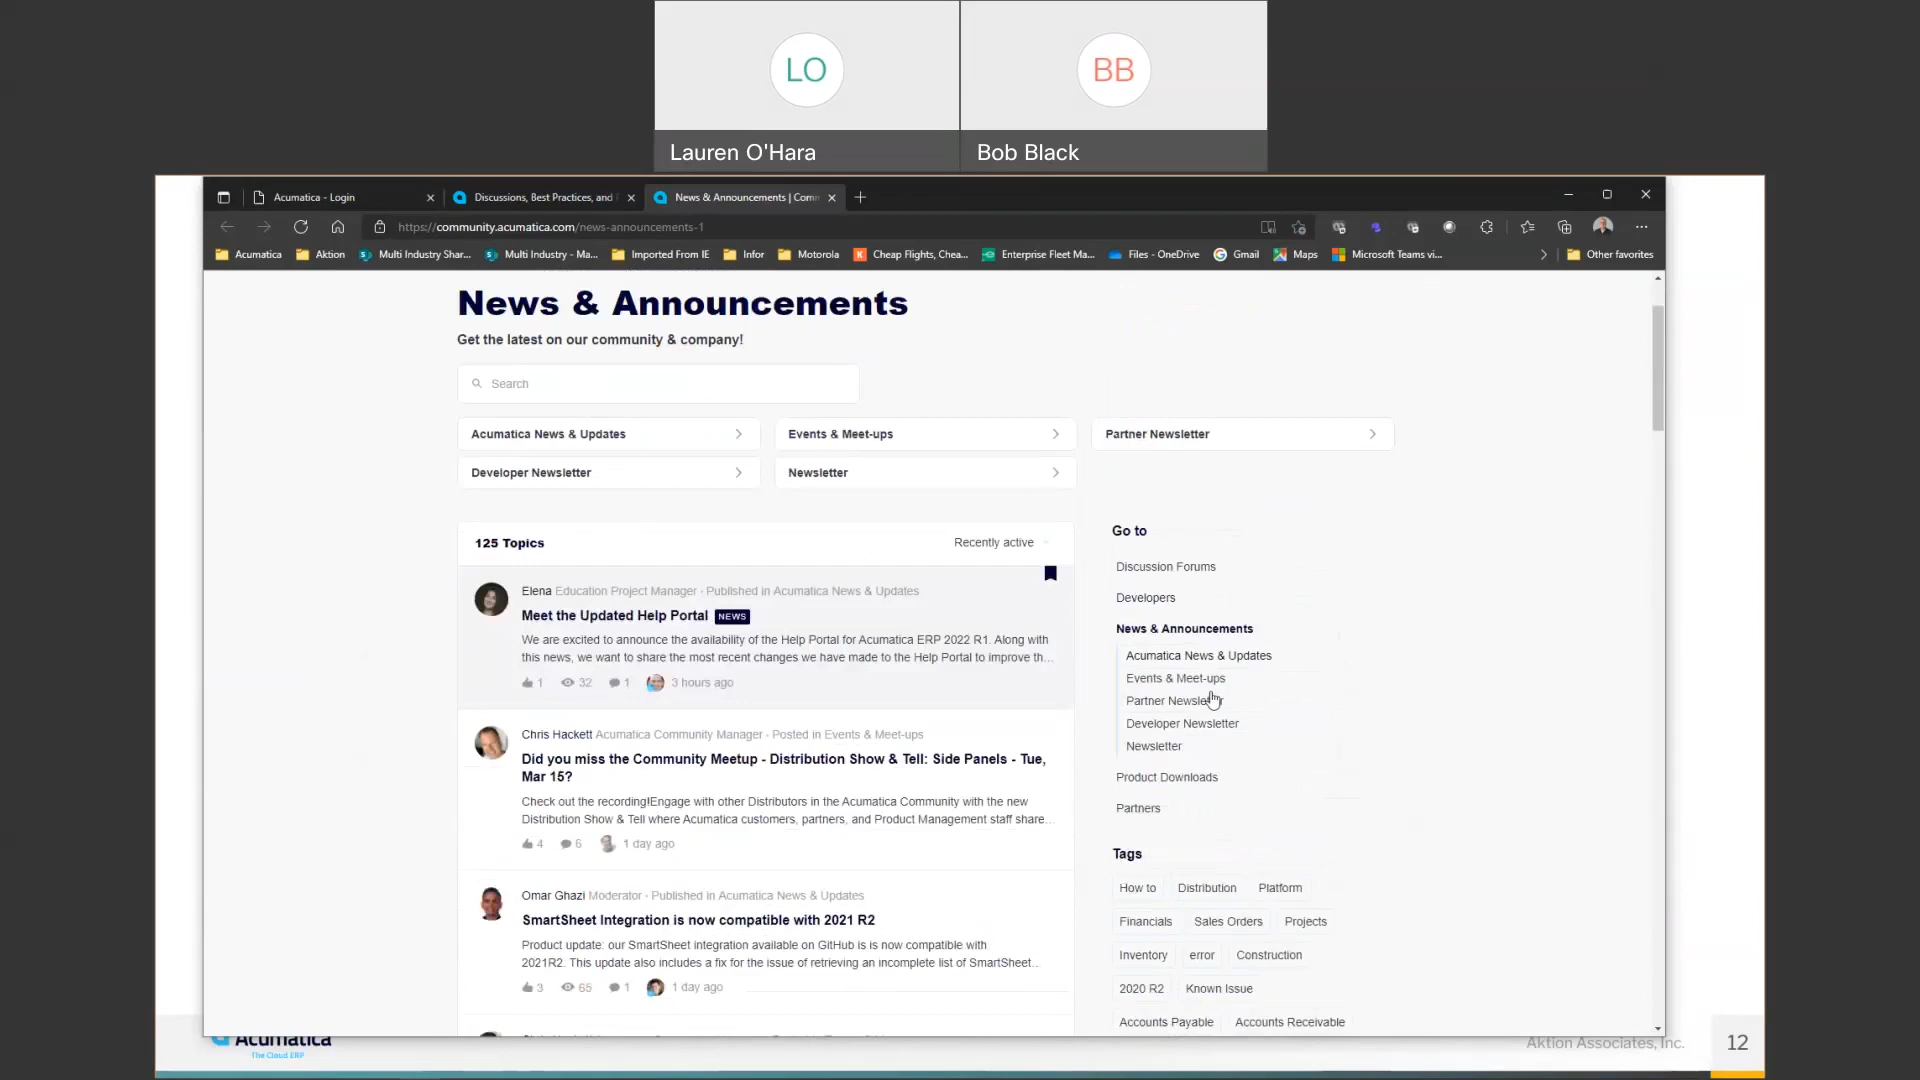 LO
BB
Lauren O'Hara
Bob Black
Acumatica - Login
Discussions, Best Practices, and
News & Announcements | Com
https://community.acumatica.com/news-announcements-1
Acumatica
Aktion
Multi Industry Shar...
Multi Industry - Ma...
Imported From IE
Infor
Motorola
K
Cheap Flights, Chea...
Enterprise Fleet Ma...
Files - OneDrive
Gmail
Maps
Microsoft Teams vi...
Other favorites
News & Announcements
Get the latest on our community & company!
Search
Acumatica News & Updates
Events & Meet-ups
Partner Newsletter
Developer Newsletter
Newsletter
125 Topics
Recently active
Elena Education Project Manager · Published in Acumatica News & Updates
Meet the Updated Help Portal NEWS
We are excited to announce the availability of the Help Portal for Acumatica ERP 2022 R1. Along with
this news, we want to share the most recent changes we have made to the Help Portal to improve th...
1 32 1 3 hours ago
Chris Hackett Acumatica Community Manager · Posted in Events & Meet-ups
Did you miss the Community Meetup - Distribution Show & Tell: Side Panels - Tue,
Mar 15?
Check out the recording!Engage with other Distributors in the Acumatica Community with the new
Distribution Show & Tell where Acumatica customers, partners, and Product Management staff share...
4 6 1 day ago
Omar Ghazi Moderator · Published in Acumatica News & Updates
SmartSheet Integration is now compatible with 2021 R2
Product update: our SmartSheet integration available on GitHub is is now compatible with
2021R2. This update also includes a fix for the issue of retrieving an incomplete list of SmartSheet...
3 65 1 1 day ago
Go to
Discussion Forums
Developers
News & Announcements
Acumatica News & Updates
Events & Meet-ups
Partner Newsletter
Developer Newsletter
Newsletter
Product Downloads
Partners
Tags
How to Distribution Platform
Financials Sales Orders Projects
Inventory error Construction
2020 R2 Known Issue
Accounts Payable Accounts Receivable
Acumatica
The Cloud ERP
Aktion Associates, Inc.
12